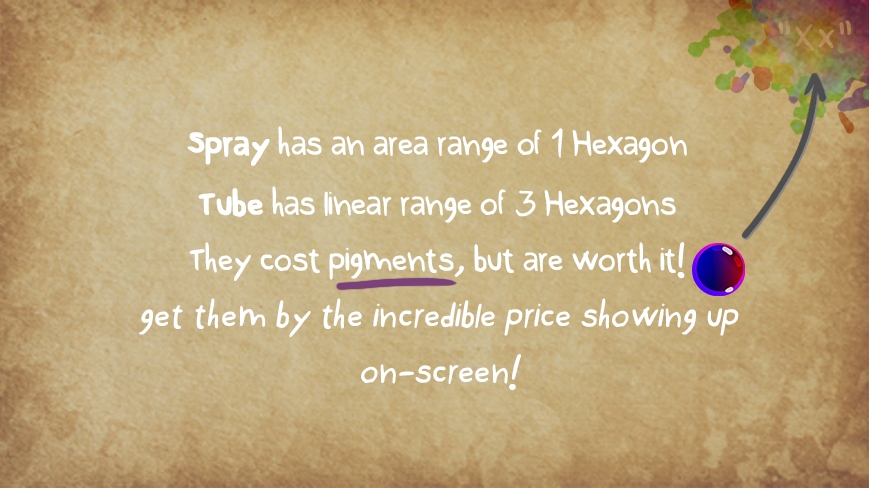 "xx"
Spray has an area range of 1 Hexagon
Tube has linear range of 3 Hexagons
They cost pigments, but are worth it!
get them by the incredible price showing up
on-screen!